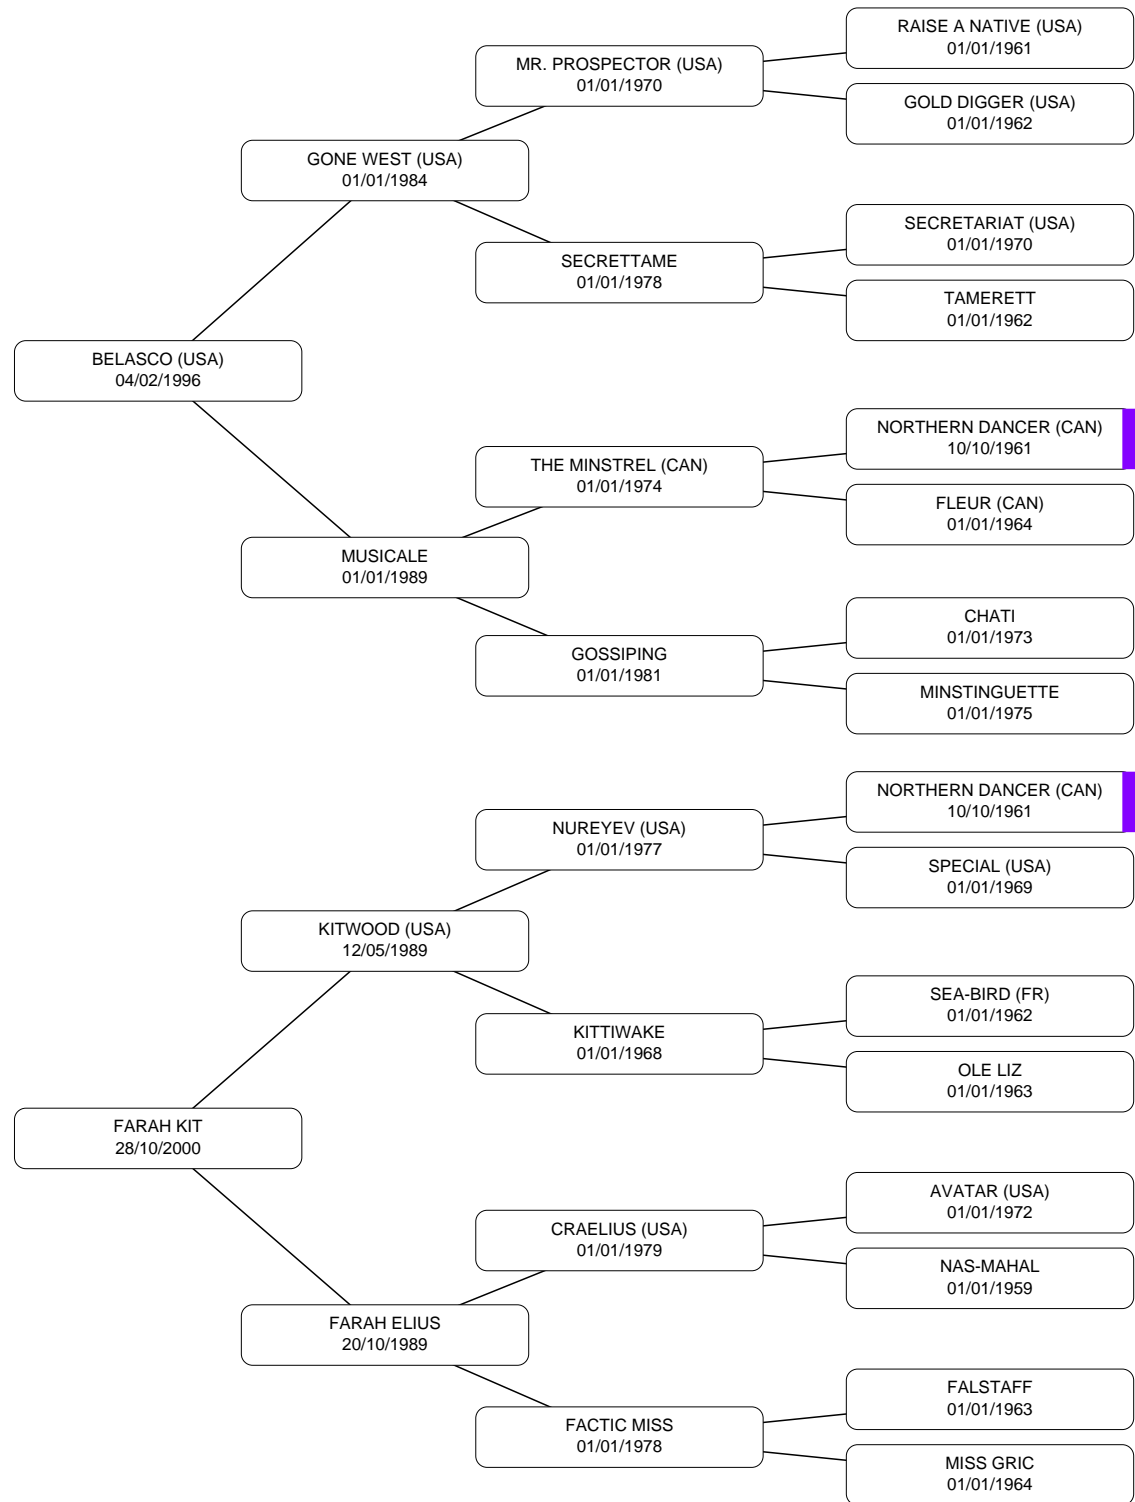 RAISE A NATIVE (USA)
01/01/1961
MR. PROSPECTOR (USA)
01/01/1970
GOLD DIGGER (USA)
01/01/1962
GONE WEST (USA)
01/01/1984
SECRETARIAT (USA)
01/01/1970
SECRETTAME
01/01/1978
TAMERETT
01/01/1962
BELASCO (USA)
04/02/1996
NORTHERN DANCER (CAN)
10/10/1961
THE MINSTREL (CAN)
01/01/1974
FLEUR (CAN)
01/01/1964
MUSICALE
01/01/1989
CHATI
01/01/1973
GOSSIPING
01/01/1981
MINSTINGUETTE
01/01/1975
NORTHERN DANCER (CAN)
10/10/1961
NUREYEV (USA)
01/01/1977
SPECIAL (USA)
01/01/1969
KITWOOD (USA)
12/05/1989
SEA-BIRD (FR)
01/01/1962
KITTIWAKE
01/01/1968
OLE LIZ
01/01/1963
FARAH KIT
28/10/2000
AVATAR (USA)
01/01/1972
CRAELIUS (USA)
01/01/1979
NAS-MAHAL
01/01/1959
FARAH ELIUS
20/10/1989
FALSTAFF
01/01/1963
FACTIC MISS
01/01/1978
MISS GRIC
01/01/1964